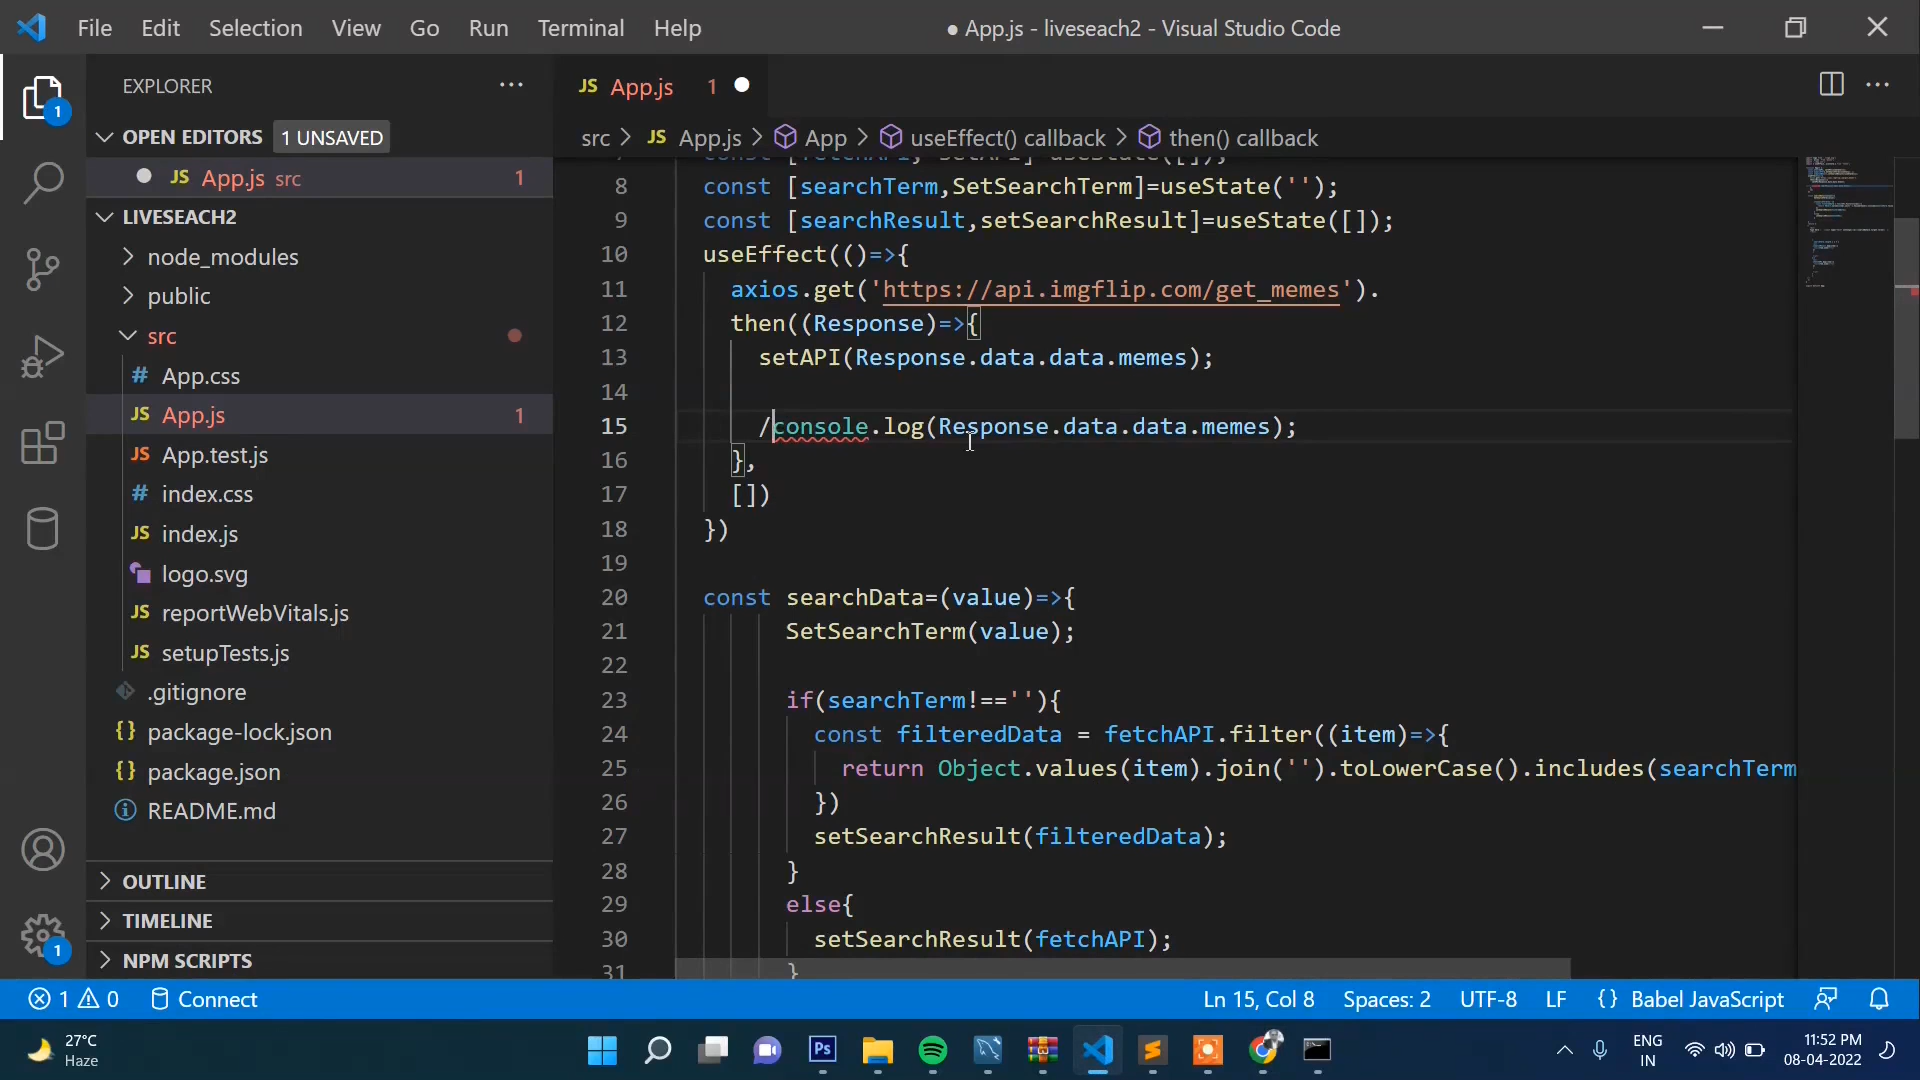 File Edit Selection View Go Run Terminal Help ● App.js - liveseach2 - Visual Studio Code
EXPLORER
JS App.js 1
OPEN EDITORS 1 UNSAVED
src > JS App.js > App > useEffect() callback > then() callback
JS App.js src 1
LIVESEACH2
node_modules
public
src
# App.css
JS App.js 1
JS App.test.js
# index.css
JS index.js
logo.svg
JS reportWebVitals.js
JS setupTests.js
.gitignore
{} package-lock.json
{} package.json
README.md
OUTLINE
TIMELINE
NPM SCRIPTS
const [fetchAPI, setAPI]=useState([]);
8 const [searchTerm,SetSearchTerm]=useState('');
9 const [searchResult,setSearchResult]=useState([]);
10 useEffect(()=>{
11 axios.get('https://api.imgflip.com/get_memes').
12 then((Response)=>{
13 setAPI(Response.data.data.memes);
14
15 /console.log(Response.data.data.memes);
16 },
17 [])
18 })
19
20 const searchData=(value)=>{
21 SetSearchTerm(value);
22
23 if(searchTerm!==''){
24 const filteredData = fetchAPI.filter((item)=>{
25 return Object.values(item).join('').toLowerCase().includes(searchTerm
26 })
27 setSearchResult(filteredData);
28 }
29 else{
30 setSearchResult(fetchAPI);
31 }
1 0 Connect Ln 15, Col 8 Spaces: 2 UTF-8 LF {} Babel JavaScript
27°C
Haze
Ps
ENG
IN
11:52 PM
08-04-2022